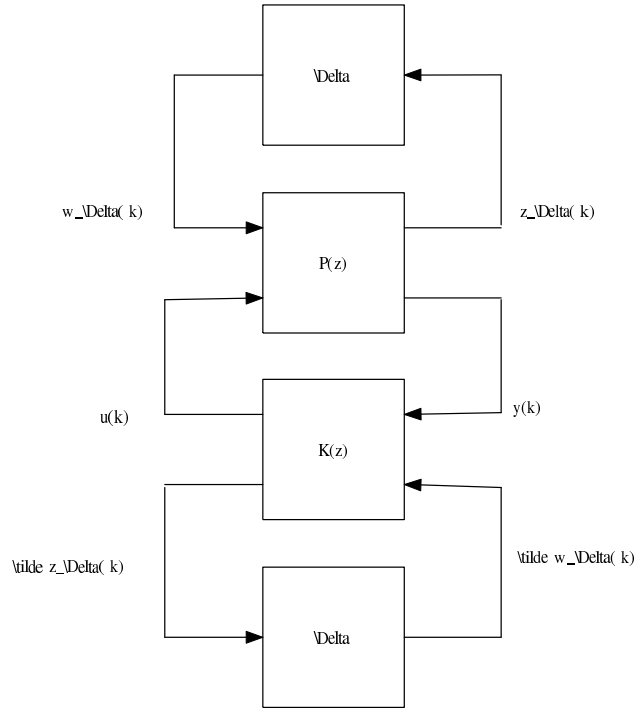 \Delta
w_\Delta( k)
z_\Delta( k)
P(z)
u(k)
y(k)
K(z)
\tilde z_\Delta( k)
\tilde w_\Delta( k)
\Delta